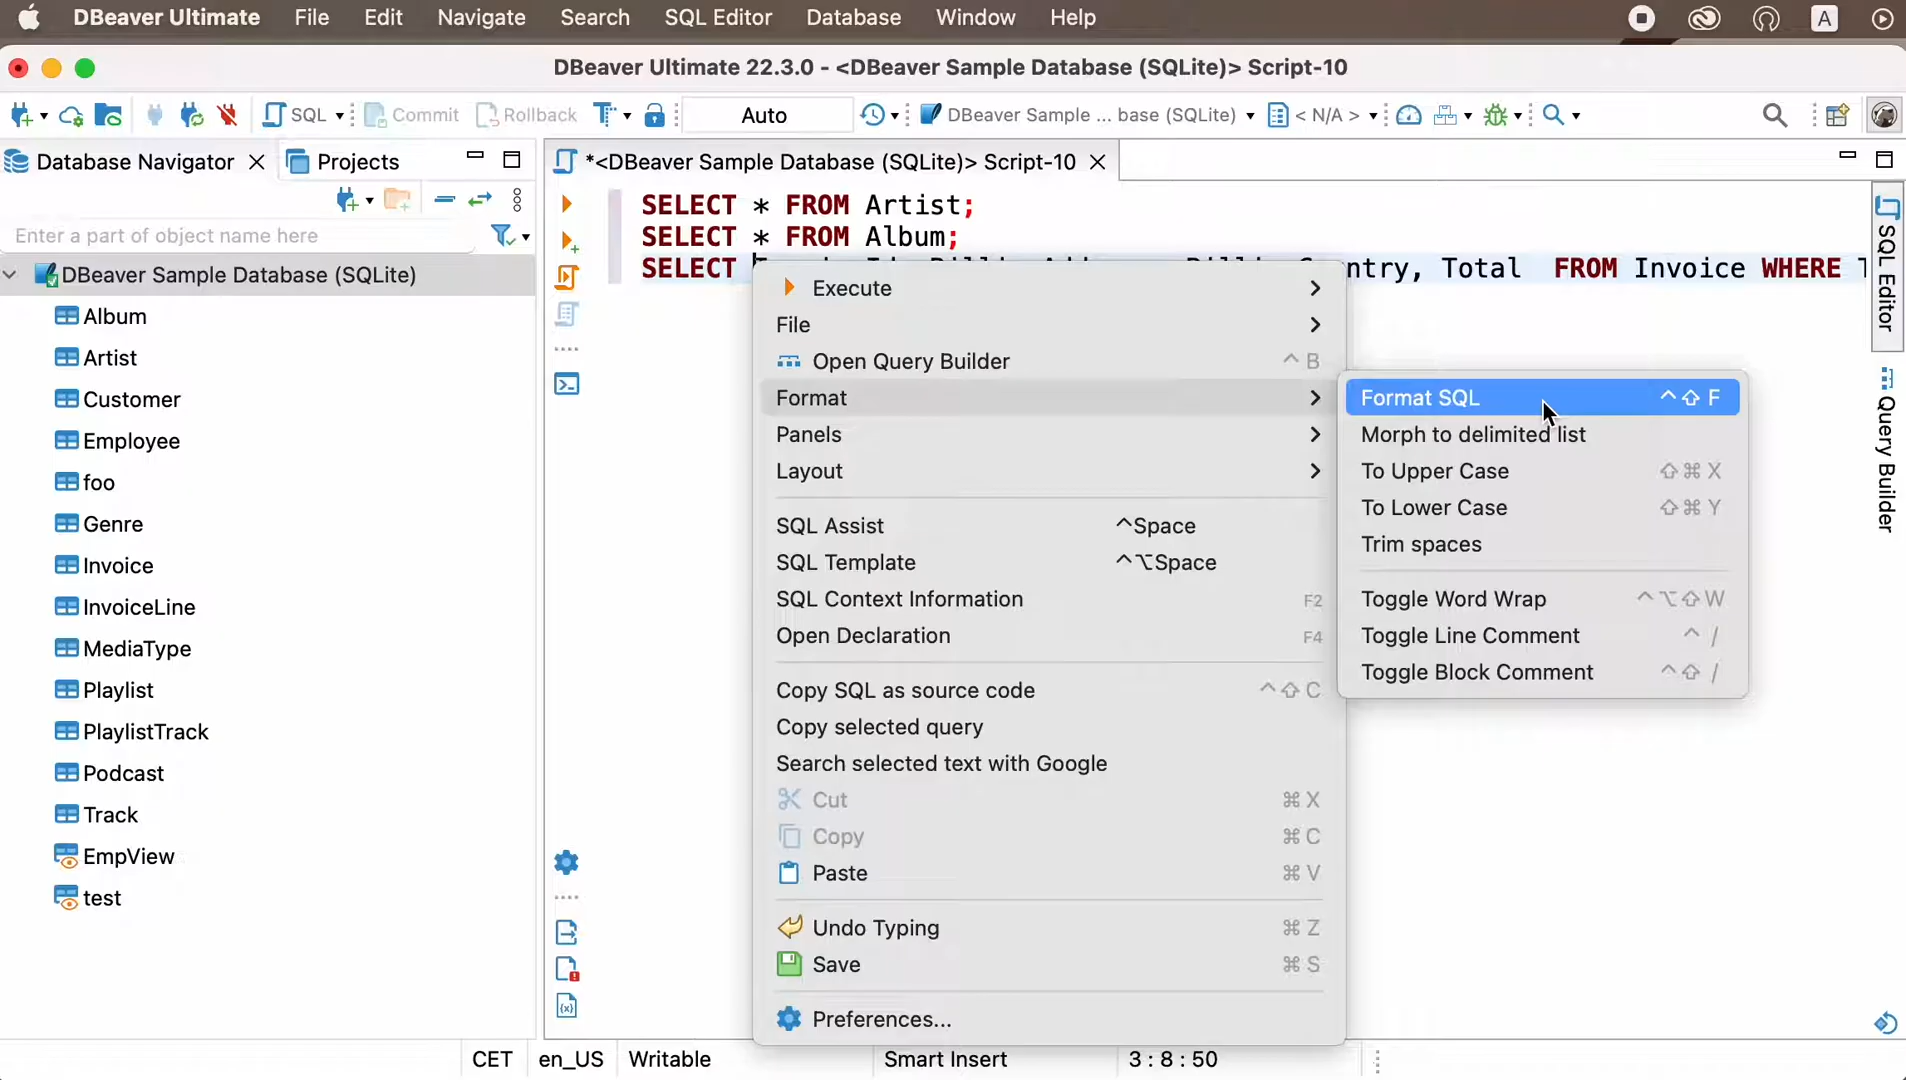 DBeaver Ultimate File Edit Navigate Search SQL Editor Database Window Help A
DBeaver Ultimate 22.3.0 - <DBeaver Sample Database (SQLite)> Script-10
SQL Commit Rollback T Auto DBeaver Sample ... base (SQLite) < N/A >
Database Navigator Projects
Enter a part of object name here
DBeaver Sample Database (SQLite)
Album
Artist
Customer
Employee
foo
Genre
Invoice
InvoiceLine
MediaType
Playlist
PlaylistTrack
Podcast
Track
EmpView
test
*<DBeaver Sample Database (SQLite)> Script-10
SELECT * FROM Artist;
SELECT * FROM Album;
SELECT ntry, Total FROM Invoice WHERE
Execute
File
Open Query Builder ^ B
Format
Panels
Layout
SQL Assist ^Space
SQL Template ^⌥Space
SQL Context Information F2
Open Declaration F4
Copy SQL as source code ^ ⇧ C
Copy selected query
Search selected text with Google
Cut ⌘ X
Copy ⌘ C
Paste ⌘ V
Undo Typing ⌘ Z
Save ⌘ S
Preferences...
Format SQL ^ ⇧ F
Morph to delimited list
To Upper Case ⇧ ⌘ X
To Lower Case ⇧ ⌘ Y
Trim spaces
Toggle Word Wrap ^ ⌥ ⇧ W
Toggle Line Comment ^ /
Toggle Block Comment ^ ⇧ /
SQL Editor
Query Builder
CET en_US Writable Smart Insert 3 : 8 : 50